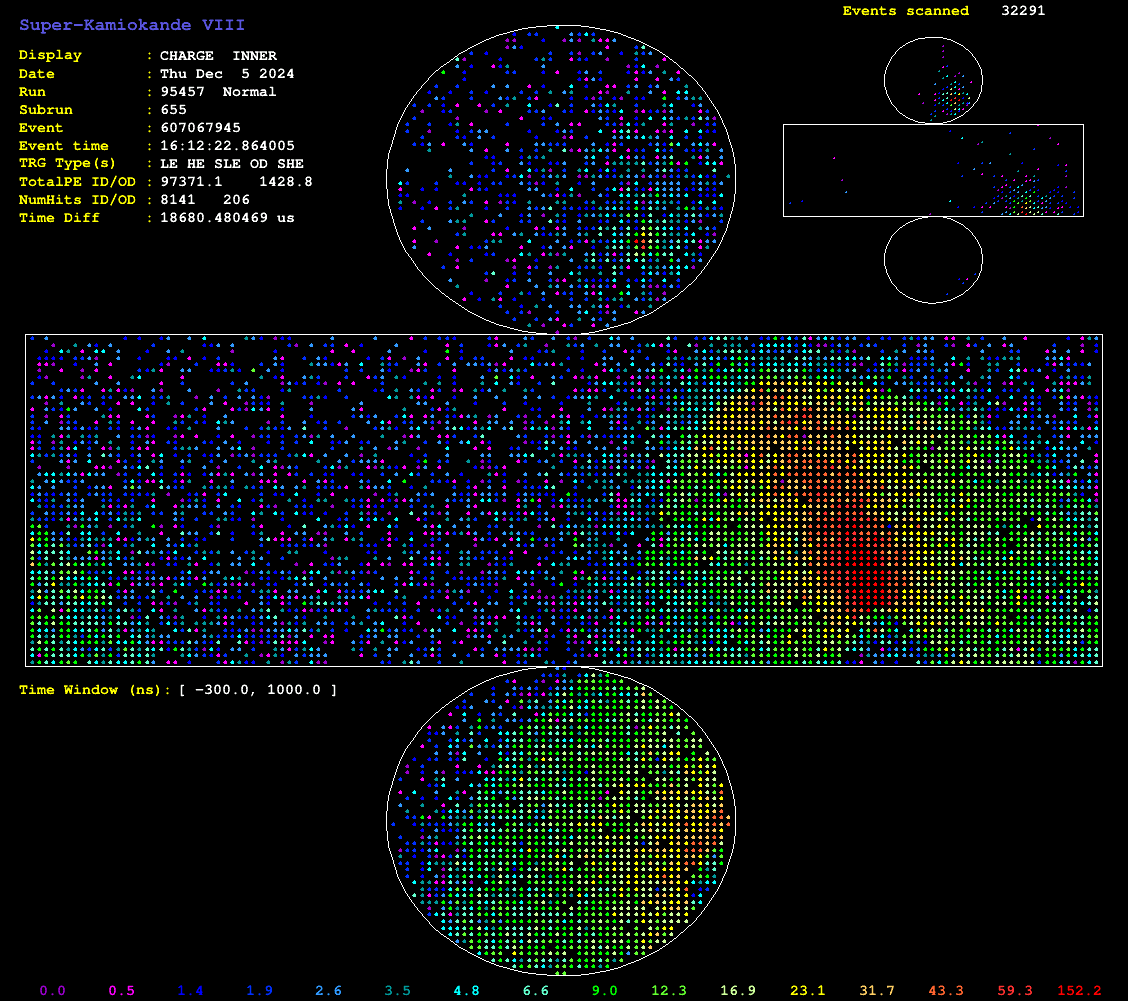 Super-Kamiokande VIII
Events scanned 32291
Display : CHARGE INNER
Date : Thu Dec 5 2024
Run : 95457 Normal
Subrun : 655
Event : 607067945
Event time : 16:12:22.864005
TRG Type(s) : LE HE SLE OD SHE
TotalPE ID/OD : 97371.1 1428.8
NumHits ID/OD : 8141 206
Time Diff : 18680.480469 us
Time Window (ns): [ −300.0, 1000.0 ]
0.0 0.5 1.4 1.9 2.6 3.5 4.8 6.6 9.0 12.3 16.9 23.1 31.7 43.3 59.3 152.2